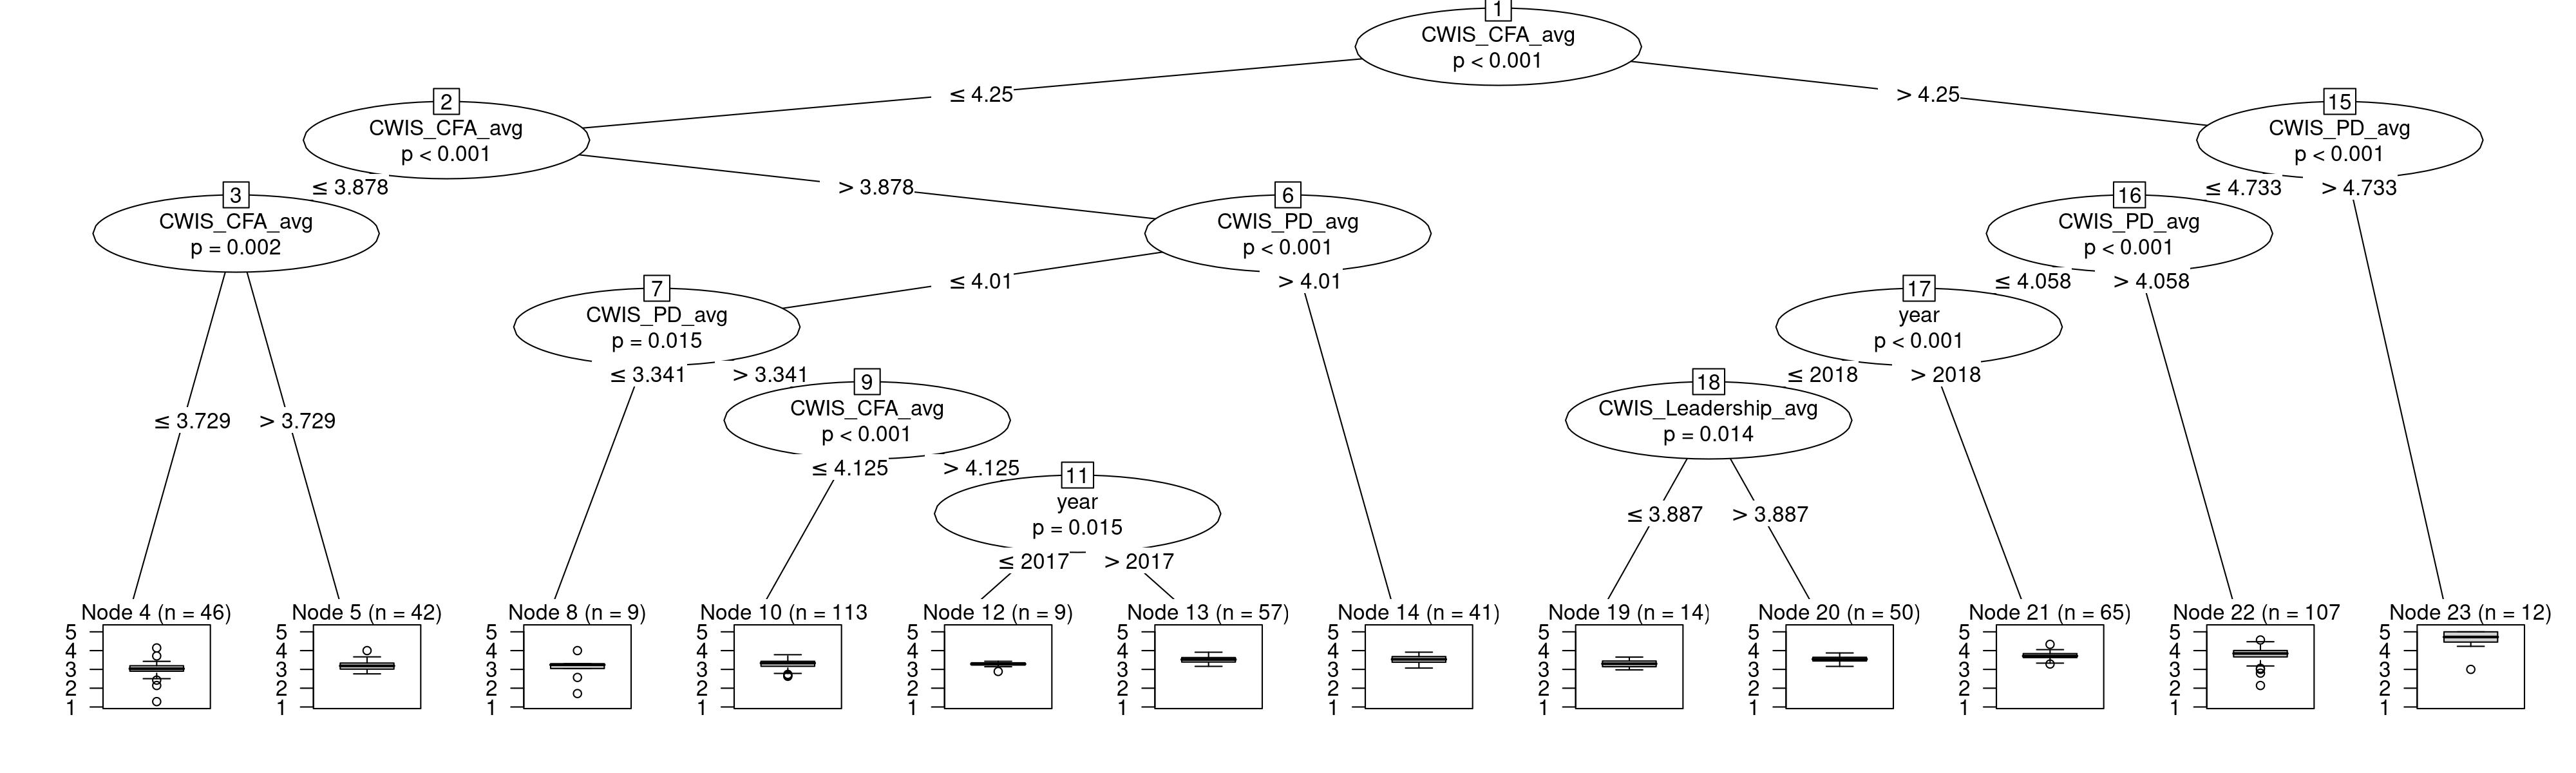 1
CWIS_CFA_avg
p < 0.001
≤ 4.25
> 4.25
2
CWIS_CFA_avg
p < 0.001
15
CWIS_PD_avg
p < 0.001
≤ 3.878
> 3.878
≤ 4.733
> 4.733
3
CWIS_CFA_avg
p = 0.002
6
CWIS_PD_avg
p < 0.001
16
CWIS_PD_avg
p < 0.001
≤ 4.01
> 4.01
≤ 4.058
> 4.058
7
CWIS_PD_avg
p = 0.015
17
year
p < 0.001
≤ 3.341
> 3.341
≤ 2018
> 2018
9
CWIS_CFA_avg
p < 0.001
18
CWIS_Leadership_avg
p = 0.014
≤ 3.729
> 3.729
≤ 4.125
> 4.125
11
year
p = 0.015
≤ 3.887
> 3.887
≤ 2017
> 2017
Node 4 (n = 46)
5
4
3
2
1
Node 5 (n = 42)
5
4
3
2
1
Node 8 (n = 9)
5
4
3
2
1
Node 10 (n = 113
5
4
3
2
1
Node 12 (n = 9)
5
4
3
2
1
Node 13 (n = 57)
5
4
3
2
1
Node 14 (n = 41)
5
4
3
2
1
Node 19 (n = 14)
5
4
3
2
1
Node 20 (n = 50)
5
4
3
2
1
Node 21 (n = 65)
5
4
3
2
1
Node 22 (n = 107
5
4
3
2
1
Node 23 (n = 12)
5
4
3
2
1